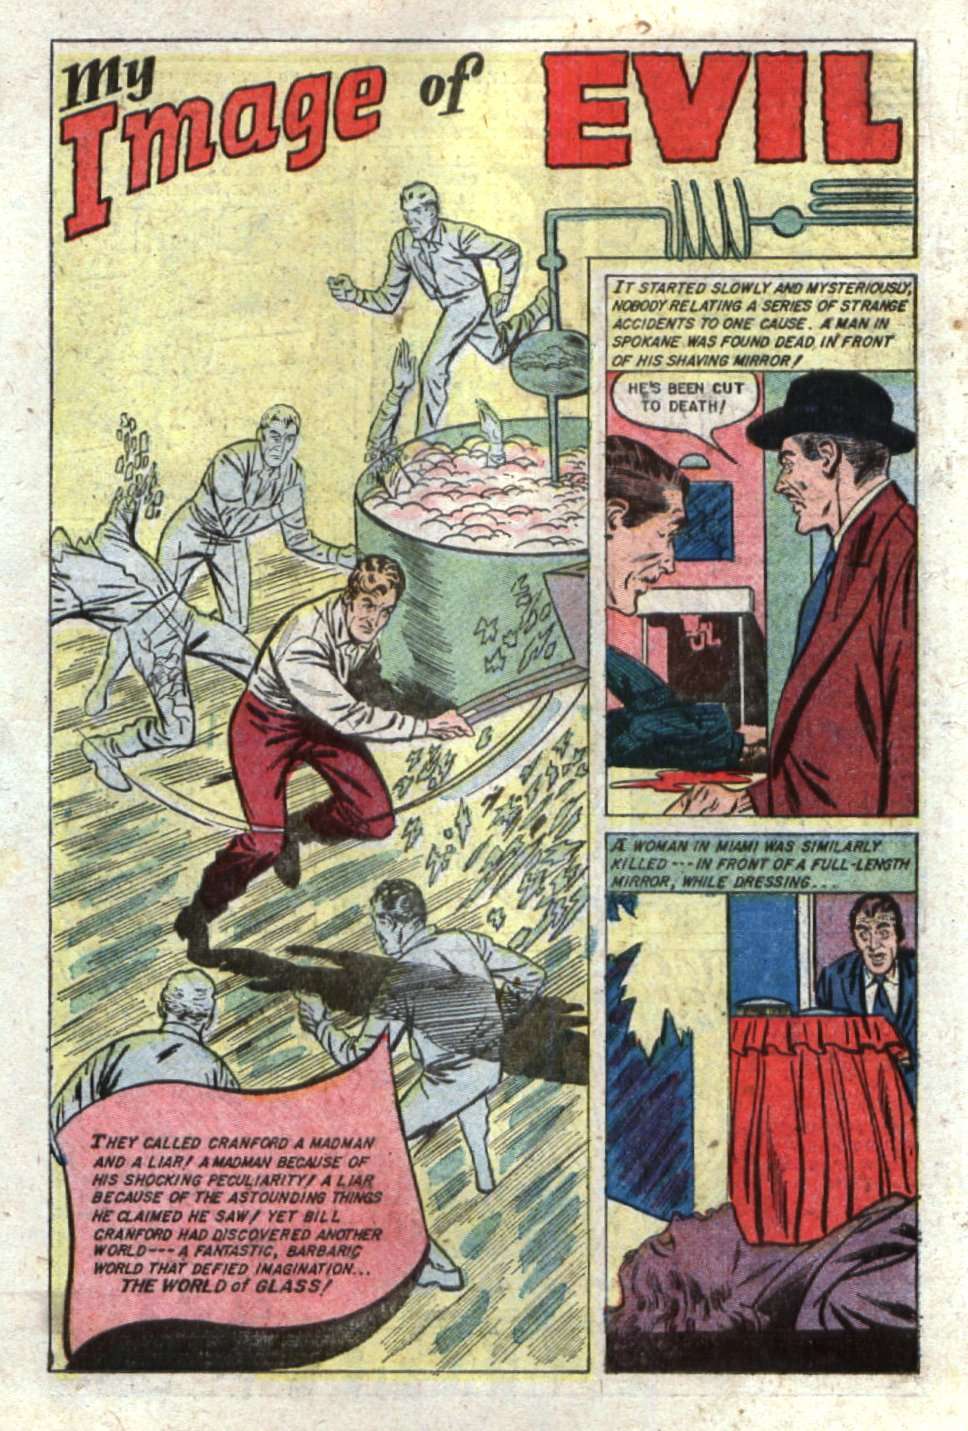 My
Image of EVIL
THEY CALLED CRANFORD A MADMAN
AND A LIAR! A MADMAN BECAUSE OF
HIS SHOCKING PECULIARITY! A LIAR
BECAUSE OF THE ASTOUNDING THINGS
HE CLAIMED HE SAW! YET BILL
CRANFORD HAD DISCOVERED ANOTHER
WORLD---A FANTASTIC, BARBARIC
WORLD THAT DEFIED IMAGINATION...
THE WORLD of GLASS!
IT STARTED SLOWLY AND MYSTERIOUSLY,
NOBODY RELATING A SERIES OF STRANGE
ACCIDENTS TO ONE CAUSE. A MAN IN
SPOKANE WAS FOUND DEAD IN FRONT
OF HIS SHAVING MIRROR!
HE'S BEEN CUT
TO DEATH!
A WOMAN IN MIAMI WAS SIMILARLY
KILLED---IN FRONT OF A FULL-LENGTH
MIRROR, WHILE DRESSING...